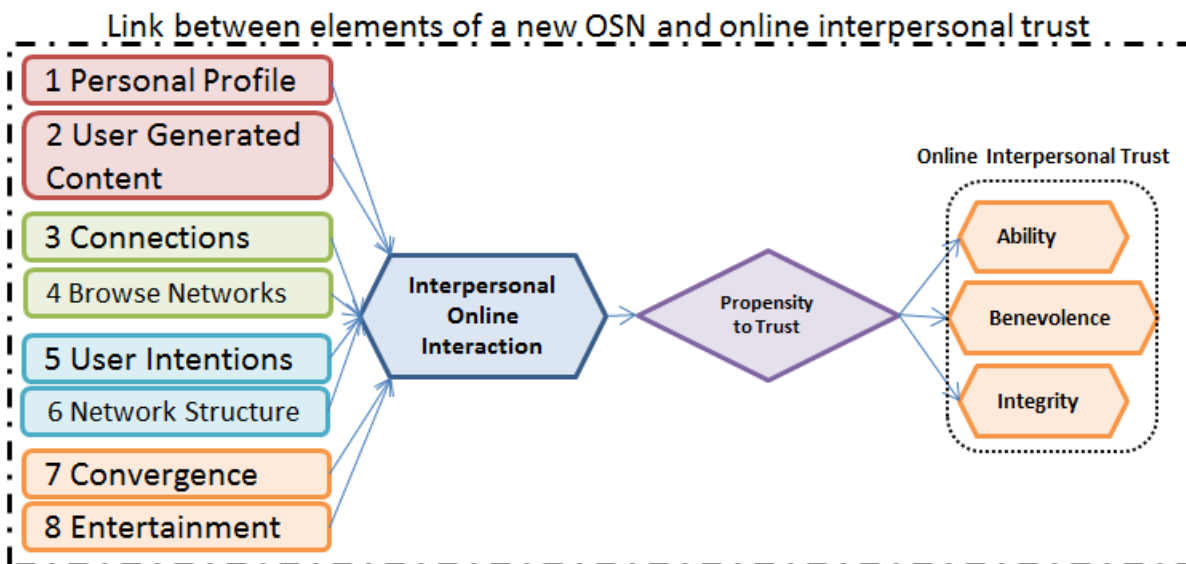 Link between elements of a new OSN and online interpersonal trust
1 Personal Profile
2 User Generated
Content
3 Connections
4 Browse Networks
5 User Intentions
6 Network Structure
7 Convergence
8 Entertainment
Interpersonal
Online
Interaction
Propensity
to Trust
Online Interpersonal Trust
Ability
Benevolence
Integrity